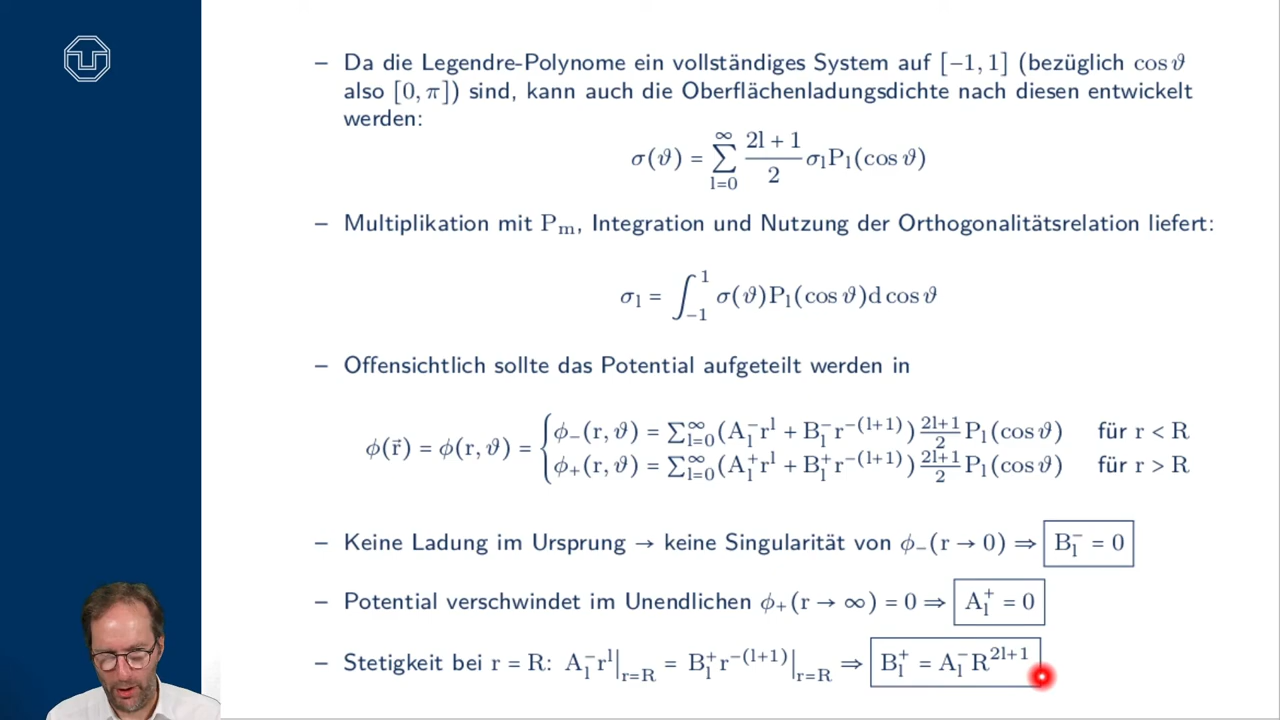 – Da die Legendre-Polynome ein vollständiges System auf [−1, 1] (bezüglich cos ϑ
also [0, π]) sind, kann auch die Oberflächenladungsdichte nach diesen entwickelt
werden:
σ(ϑ) = ∑_{l=0}^{∞} \frac{2l + 1}{2} σ_l P_l(cos ϑ)
– Multiplikation mit P_m, Integration und Nutzung der Orthogonalitätsrelation liefert:
σ_l = ∫_{−1}^{1} σ(ϑ)P_l(cos ϑ)d cos ϑ
– Offensichtlich sollte das Potential aufgeteilt werden in
ϕ(r⃗) = ϕ(r, ϑ) = { ϕ_−(r, ϑ) = ∑_{l=0}^{∞}(A_l^− r^l + B_l^− r^{−(l+1)}) \frac{2l+1}{2} P_l(cos ϑ) für r < R
ϕ_+(r, ϑ) = ∑_{l=0}^{∞}(A_l^+ r^l + B_l^+ r^{−(l+1)}) \frac{2l+1}{2} P_l(cos ϑ) für r > R
– Keine Ladung im Ursprung → keine Singularität von ϕ_−(r → 0) ⇒ B_l^− = 0
– Potential verschwindet im Unendlichen ϕ_+(r → ∞) = 0 ⇒ A_l^+ = 0
– Stetigkeit bei r = R: A_l^− r^l|_{r=R} = B_l^+ r^{−(l+1)}|_{r=R} ⇒ B_l^+ = A_l^− R^{2l+1}